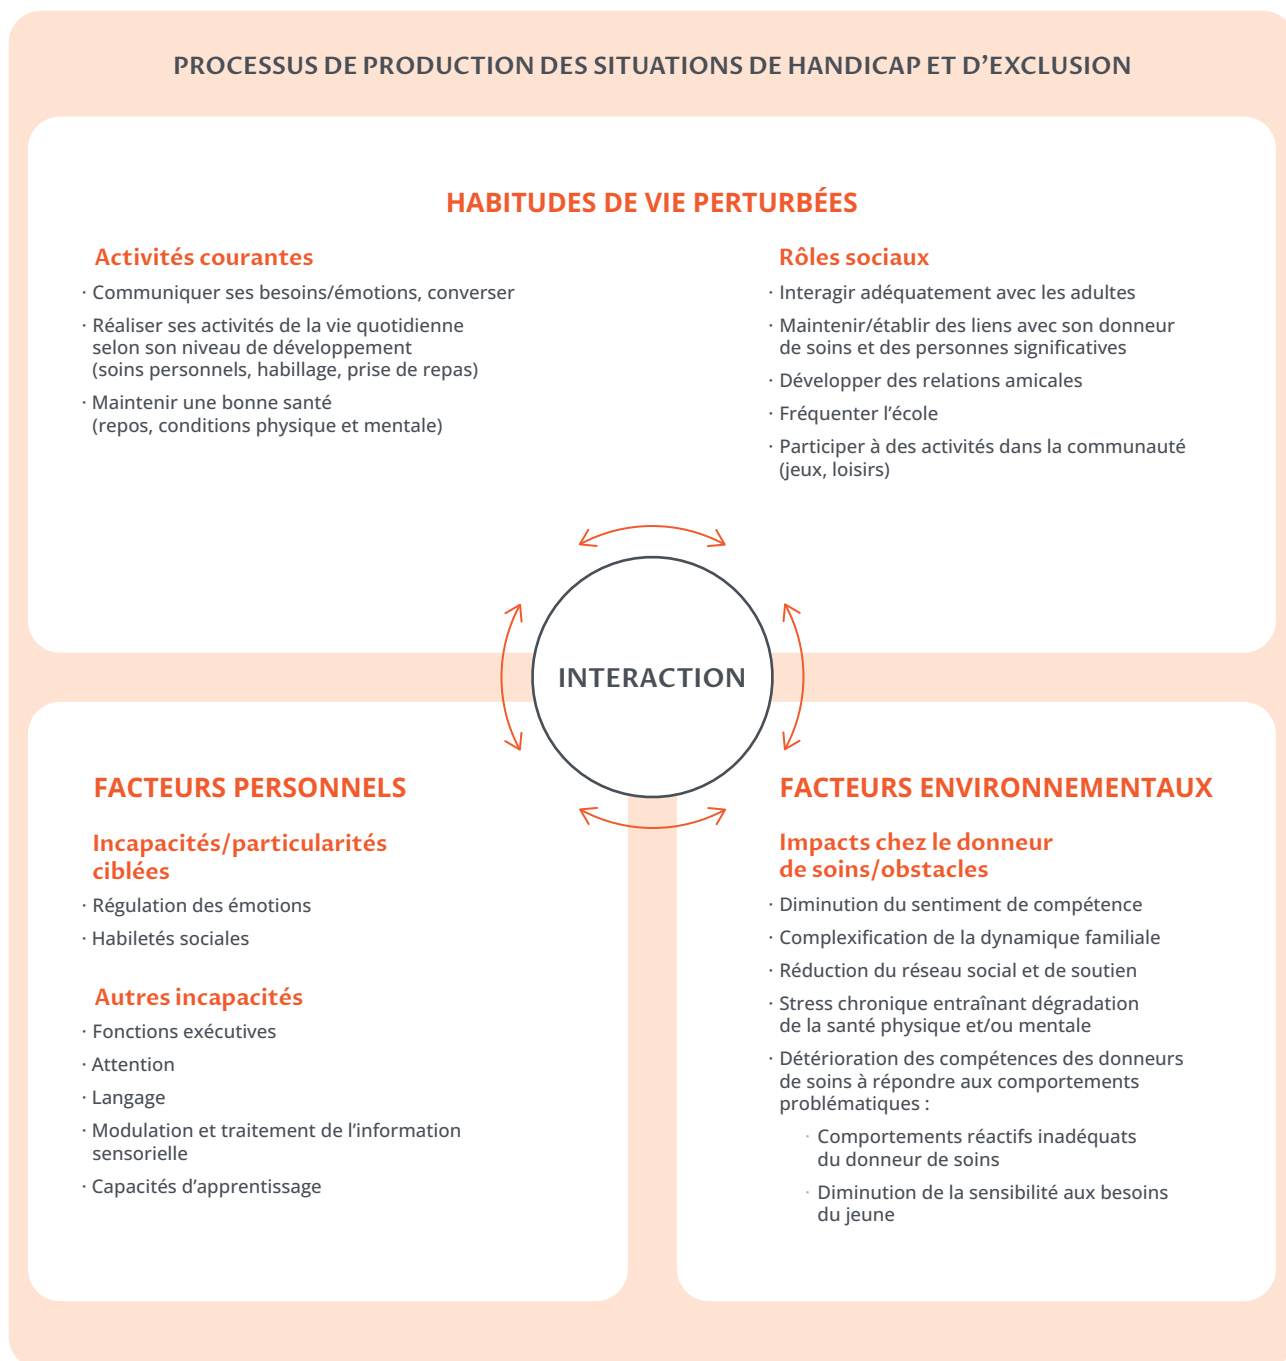 PROCESSUS DE PRODUCTION DES SITUATIONS DE HANDICAP ET D’EXCLUSION
HABITUDES DE VIE PERTURBÉES
Activités courantes
· Communiquer ses besoins/émotions, converser
· Réaliser ses activités de la vie quotidienne
selon son niveau de développement
(soins personnels, habillage, prise de repas)
· Maintenir une bonne santé
(repos, conditions physique et mentale)
Rôles sociaux
· Interagir adéquatement avec les adultes
· Maintenir/établir des liens avec son donneur
de soins et des personnes significatives
· Développer des relations amicales
· Fréquenter l’école
· Participer à des activités dans la communauté
(jeux, loisirs)
INTERACTION
FACTEURS PERSONNELS
Incapacités/particularités
ciblées
· Régulation des émotions
· Habiletés sociales
Autres incapacités
· Fonctions exécutives
· Attention
· Langage
· Modulation et traitement de l’information
sensorielle
· Capacités d’apprentissage
FACTEURS ENVIRONNEMENTAUX
Impacts chez le donneur
de soins/obstacles
· Diminution du sentiment de compétence
· Complexification de la dynamique familiale
· Réduction du réseau social et de soutien
· Stress chronique entraînant dégradation
de la santé physique et/ou mentale
· Détérioration des compétences des donneurs
de soins à répondre aux comportements
problématiques :
· Comportements réactifs inadéquats
du donneur de soins
· Diminution de la sensibilité aux besoins
du jeune